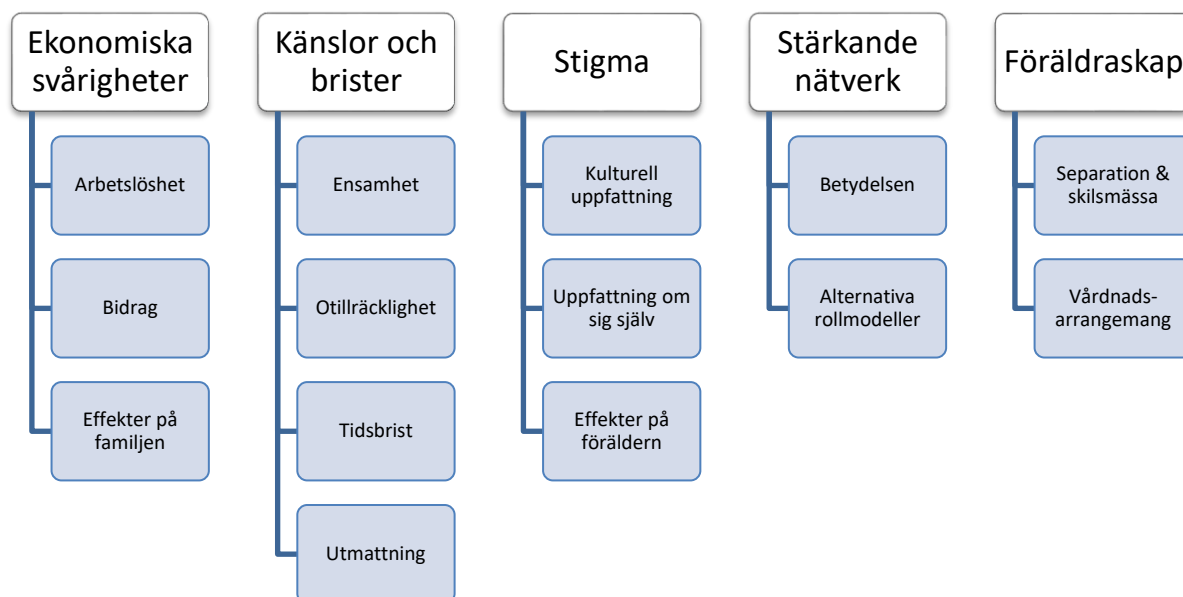 Ekonomiska
svårigheter
Arbetslöshet
Bidrag
Effekter på
familjen
Känslor och
brister
Ensamhet
Otillräcklighet
Tidsbrist
Utmattning
Stigma
Kulturell
uppfattning
Uppfattning om
sig själv
Effekter på
föräldern
Stärkande
nätverk
Betydelsen
Alternativa
rollmodeller
Föräldraskap
Separation &
skilsmässa
Vårdnads-
arrangemang